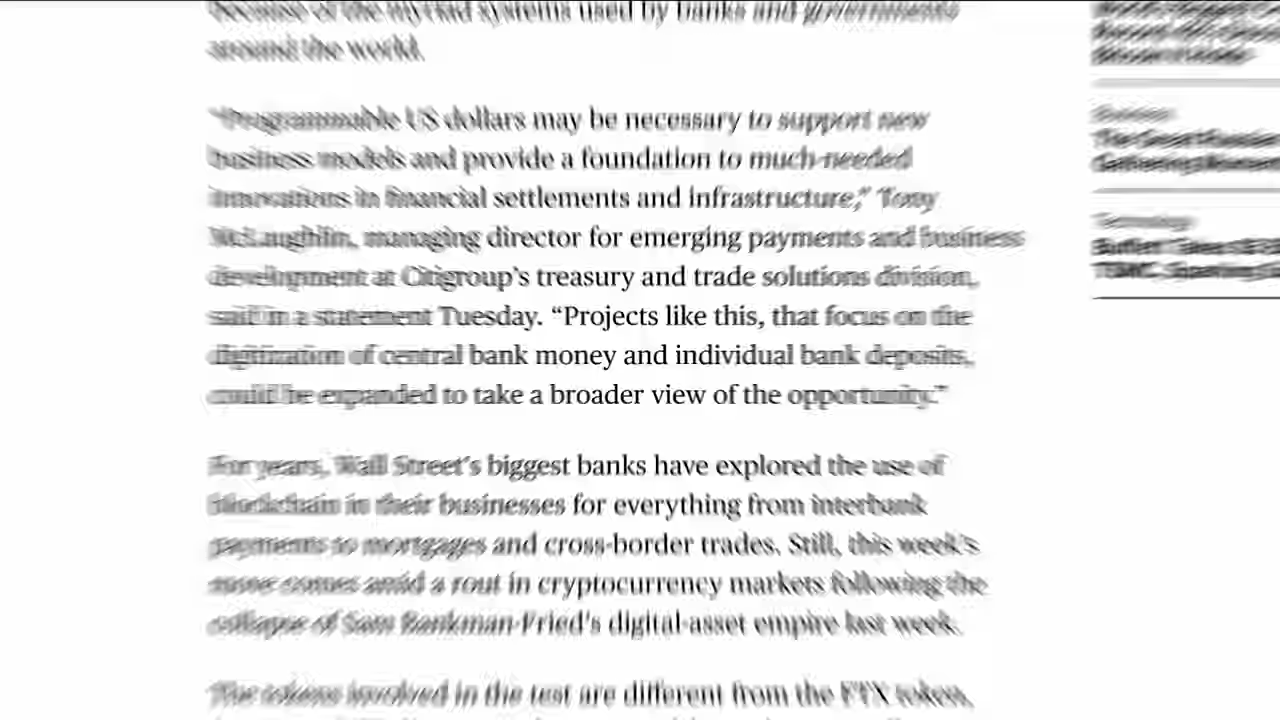 because of the myriad systems used by banks and governments
around the world.
“Programmable US dollars may be necessary to support new
business models and provide a foundation to much-needed
innovations in financial settlements and infrastructure,” Tony
McLaughlin, managing director for emerging payments and business
development at Citigroup’s treasury and trade solutions division,
said in a statement Tuesday. “Projects like this, that focus on the
digitization of central bank money and individual bank deposits,
could be expanded to take a broader view of the opportunity.”
For years, Wall Street’s biggest banks have explored the use of
blockchain in their businesses for everything from interbank
payments to mortgages and cross-border trades. Still, this week’s
move comes amid a rout in cryptocurrency markets following the
collapse of Sam Bankman-Fried’s digital-asset empire last week.
The tokens involved in the test are different from the FTX token,